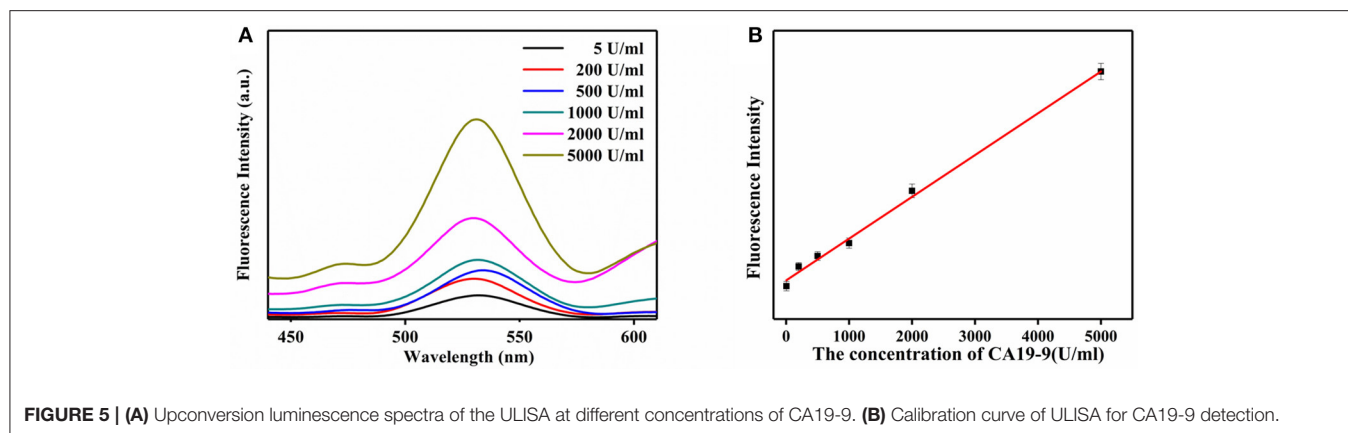 A
Fluorescence Intensity (a.u.)
5 U/ml
200 U/ml
500 U/ml
1000 U/ml
2000 U/ml
5000 U/ml
450 500 550 600
Wavelength (nm)
B
Fluorescence Intensity
0 1000 2000 3000 4000 5000
The concentration of CA19-9(U/ml)
FIGURE 5 | (A) Upconversion luminescence spectra of the ULISA at different concentrations of CA19-9. (B) Calibration curve of ULISA for CA19-9 detection.